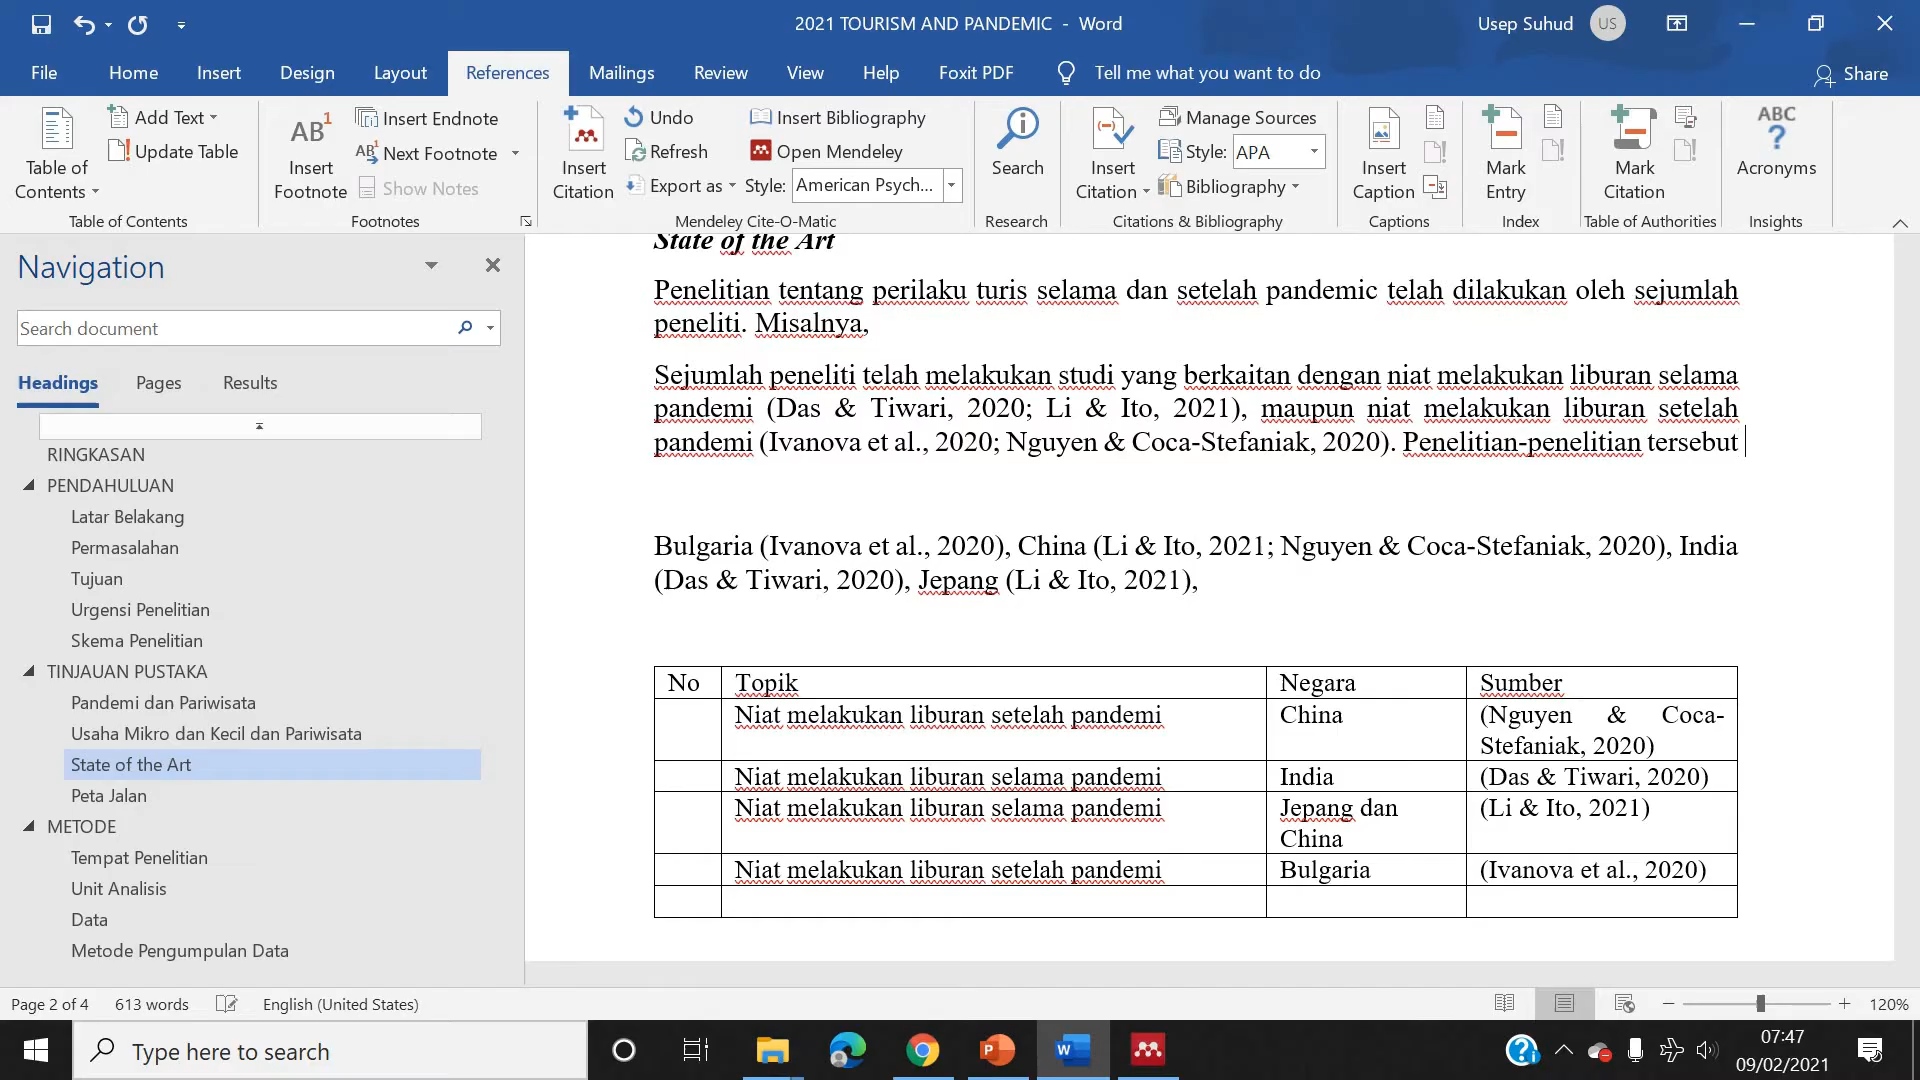 2021 TOURISM AND PANDEMIC - Word
Usep Suhud US
File Home Insert Design Layout References Mailings Review View Help Foxit PDF Tell me what you want to do Share
Table of Contents
Add Text
Update Table
Table of Contents
AB1 Insert Footnote
Insert Endnote
Next Footnote
Show Notes
Footnotes
Insert Citation
Undo
Refresh
Export as
Insert Bibliography
Open Mendeley
Style: American Psych...
Mendeley Cite-O-Matic
Search
Research
Insert Citation
Manage Sources
Style: APA
Bibliography
Citations & Bibliography
Insert Caption
Captions
Mark Entry
Index
Mark Citation
Table of Authorities
ABC ? Acronyms
Insights
Navigation
Search document
Headings Pages Results
RINGKASAN
PENDAHULUAN
Latar Belakang
Permasalahan
Tujuan
Urgensi Penelitian
Skema Penelitian
TINJAUAN PUSTAKA
Pandemi dan Pariwisata
Usaha Mikro dan Kecil dan Pariwisata
State of the Art
Peta Jalan
METODE
Tempat Penelitian
Unit Analisis
Data
Metode Pengumpulan Data
State of the Art
Penelitian tentang perilaku turis selama dan setelah pandemic telah dilakukan oleh sejumlah
peneliti. Misalnya,
Sejumlah peneliti telah melakukan studi yang berkaitan dengan niat melakukan liburan selama
pandemi (Das & Tiwari, 2020; Li & Ito, 2021), maupun niat melakukan liburan setelah
pandemi (Ivanova et al., 2020; Nguyen & Coca-Stefaniak, 2020). Penelitian-penelitian tersebut
Bulgaria (Ivanova et al., 2020), China (Li & Ito, 2021; Nguyen & Coca-Stefaniak, 2020), India
(Das & Tiwari, 2020), Jepang (Li & Ito, 2021),
No Topik Negara Sumber
Niat melakukan liburan setelah pandemi China (Nguyen & Coca-
Stefaniak, 2020)
Niat melakukan liburan selama pandemi India (Das & Tiwari, 2020)
Niat melakukan liburan selama pandemi Jepang dan (Li & Ito, 2021)
China
Niat melakukan liburan setelah pandemi Bulgaria (Ivanova et al., 2020)
Page 2 of 4 613 words English (United States) 120%
Type here to search
07:47
09/02/2021